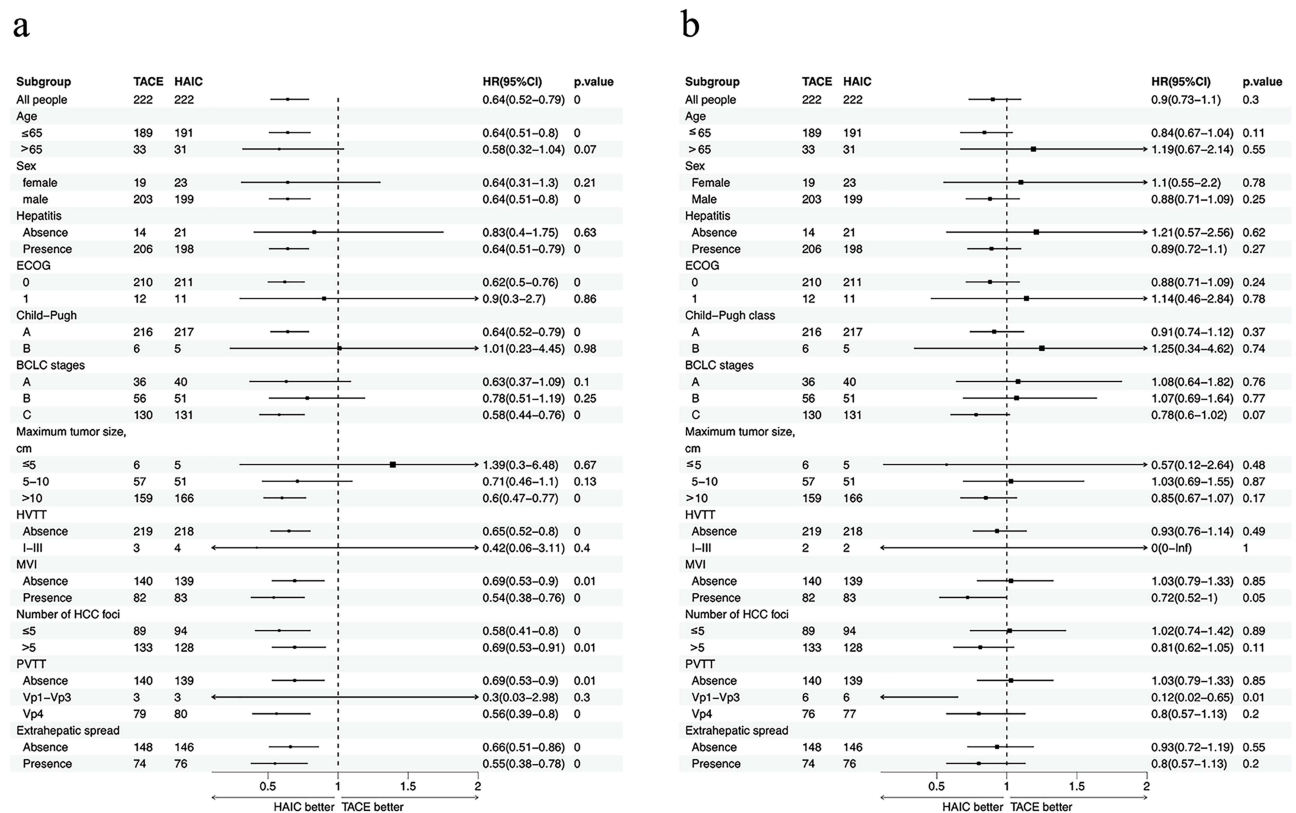 a
Subgroup TACE HAIC HR(95%CI) p.value
All people 222 222 0.64(0.52−0.79) 0
Age
≤65 189 191 0.64(0.51−0.8) 0
>65 33 31 0.58(0.32−1.04) 0.07
Sex
female 19 23 0.64(0.31−1.3) 0.21
male 203 199 0.64(0.51−0.8) 0
Hepatitis
Absence 14 21 0.83(0.4−1.75) 0.63
Presence 206 198 0.64(0.51−0.79) 0
ECOG
0 210 211 0.62(0.5−0.76) 0
1 12 11 0.9(0.3−2.7) 0.86
Child−Pugh
A 216 217 0.64(0.52−0.79) 0
B 6 5 1.01(0.23−4.45) 0.98
BCLC stages
A 36 40 0.63(0.37−1.09) 0.1
B 56 51 0.78(0.51−1.19) 0.25
C 130 131 0.58(0.44−0.76) 0
Maximum tumor size,
cm
≤5 6 5 1.39(0.3−6.48) 0.67
5−10 57 51 0.71(0.46−1.1) 0.13
>10 159 166 0.6(0.47−0.77) 0
HVTT
Absence 219 218 0.65(0.52−0.8) 0
I−III 3 4 0.42(0.06−3.11) 0.4
MVI
Absence 140 139 0.69(0.53−0.9) 0.01
Presence 82 83 0.54(0.38−0.76) 0
Number of HCC foci
≤5 89 94 0.58(0.41−0.8) 0
>5 133 128 0.69(0.53−0.91) 0.01
PVTT
Absence 140 139 0.69(0.53−0.9) 0.01
Vp1−Vp3 3 3 0.3(0.03−2.98) 0.3
Vp4 79 80 0.56(0.39−0.8) 0
Extrahepatic spread
Absence 148 146 0.66(0.51−0.86) 0
Presence 74 76 0.55(0.38−0.78) 0
0.5 1 1.5 2
HAIC better TACE better
b
Subgroup TACE HAIC HR(95%CI) p.value
All people 222 222 0.9(0.73−1.1) 0.3
Age
≤65 189 191 0.84(0.67−1.04) 0.11
>65 33 31 1.19(0.67−2.14) 0.55
Sex
Female 19 23 1.1(0.55−2.2) 0.78
Male 203 199 0.88(0.71−1.09) 0.25
Hepatitis
Absence 14 21 1.21(0.57−2.56) 0.62
Presence 206 198 0.89(0.72−1.1) 0.27
ECOG
0 210 211 0.88(0.71−1.09) 0.24
1 12 11 1.14(0.46−2.84) 0.78
Child−Pugh class
A 216 217 0.91(0.74−1.12) 0.37
B 6 5 1.25(0.34−4.62) 0.74
BCLC stages
A 36 40 1.08(0.64−1.82) 0.76
B 56 51 1.07(0.69−1.64) 0.77
C 130 131 0.78(0.6−1.02) 0.07
Maximum tumor size,
cm
≤5 6 5 0.57(0.12−2.64) 0.48
5−10 57 51 1.03(0.69−1.55) 0.87
>10 159 166 0.85(0.67−1.07) 0.17
HVTT
Absence 219 218 0.93(0.76−1.14) 0.49
I−III 2 2 0(0−Inf) 1
MVI
Absence 140 139 1.03(0.79−1.33) 0.85
Presence 82 83 0.72(0.52−1) 0.05
Number of HCC foci
≤5 89 94 1.02(0.74−1.42) 0.89
>5 133 128 0.81(0.62−1.05) 0.11
PVTT
Absence 140 139 1.03(0.79−1.33) 0.85
Vp1−Vp3 6 6 0.12(0.02−0.65) 0.01
Vp4 76 77 0.8(0.57−1.13) 0.2
Extrahepatic spread
Absence 148 146 0.93(0.72−1.19) 0.55
Presence 74 76 0.8(0.57−1.13) 0.2
0.5 1 1.5 2
HAIC better TACE better